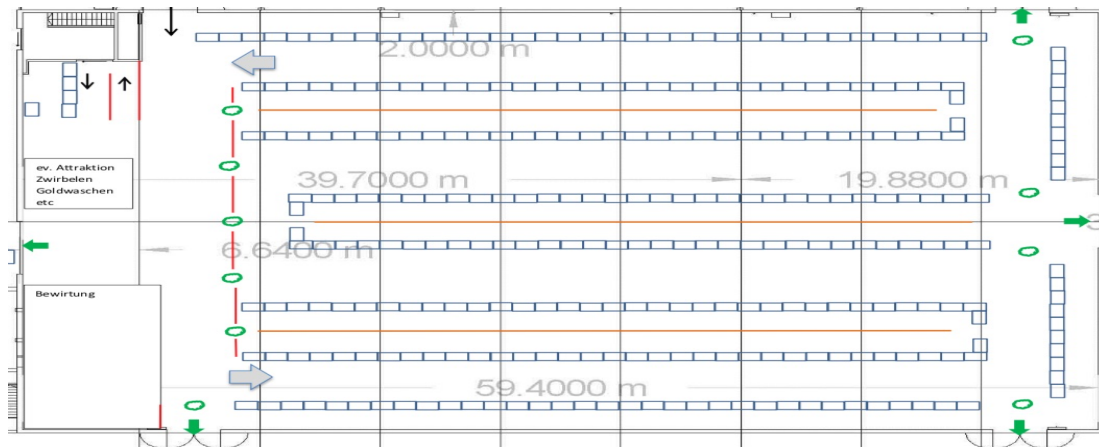 2.0000 m
ev. Attraktion
Zwirbelen
Goldwaschen
etc
39.7000 m
19.8800 m
6.6400 m
Bewirtung
59.4000 m